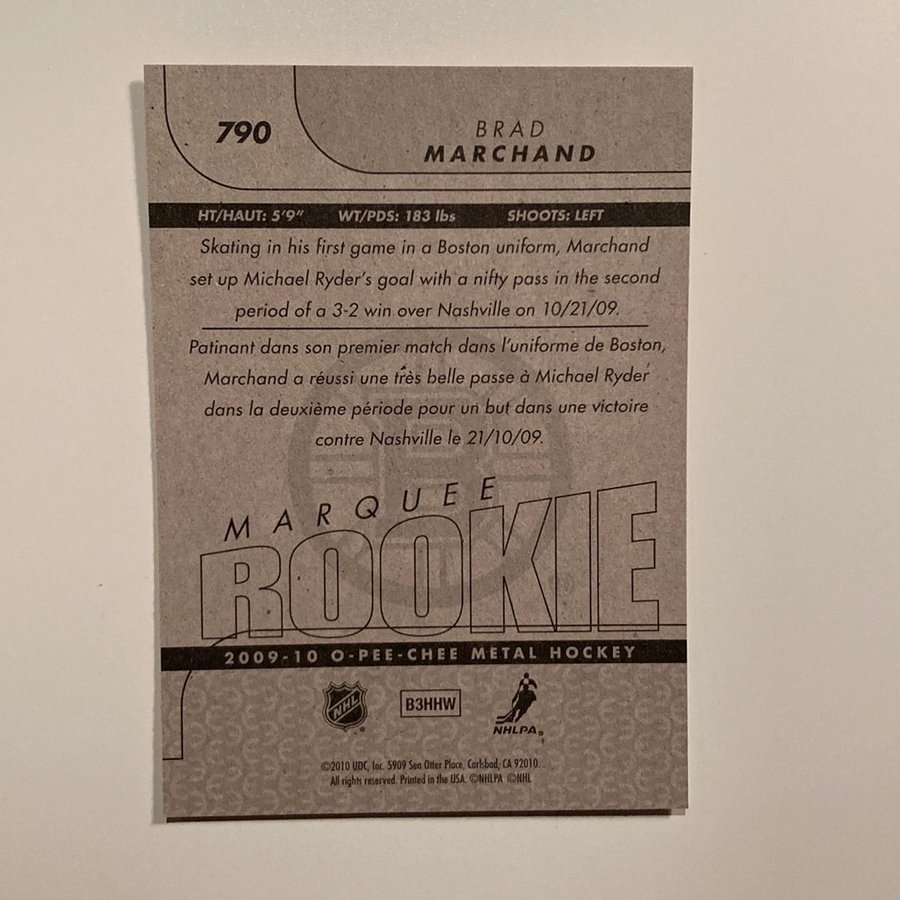 790
BRAD
MARCHAND
HT/HAUT: 5'9" WT/PDS: 183 lbs SHOOTS: LEFT
Skating in his first game in a Boston uniform, Marchand
set up Michael Ryder's goal with a nifty pass in the second
period of a 3-2 win over Nashville on 10/21/09.
Patinant dans son premier match dans l'uniforme de Boston,
Marchand a réussi une très belle passe à Michael Ryder
dans la deuxième période pour un but dans une victoire
contre Nashville le 21/10/09.
MARQUEE
ROOKIE
2009-10 O-PEE-CHEE METAL HOCKEY
NHL B3HHW NHLPA®
©2010 UDC, Inc. 5909 Sea Otter Place, Carlsbad, CA 92010.
All rights reserved. Printed in the USA. ©NHLPA ©NHL